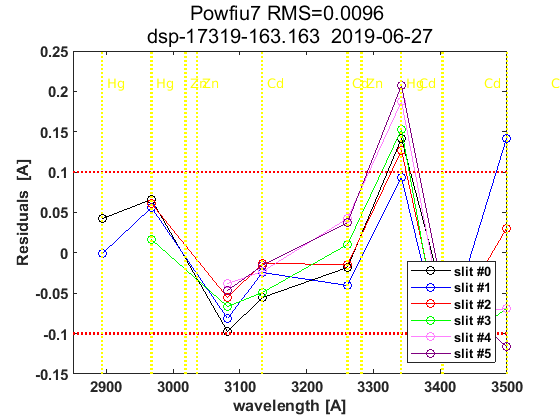 Powfiu7 RMS=0.0096
dsp-17319-163.163 2019-06-27
0.25
0.2
0.15
0.1
0.05
0
-0.05
-0.1
-0.15
Residuals [A]
Hg Hg Zn Zn Cd Cd Zn Hg Cd Cd
slit #0
slit #1
slit #2
slit #3
slit #4
slit #5
2900 3000 3100 3200 3300 3400 3500
wavelength [A]